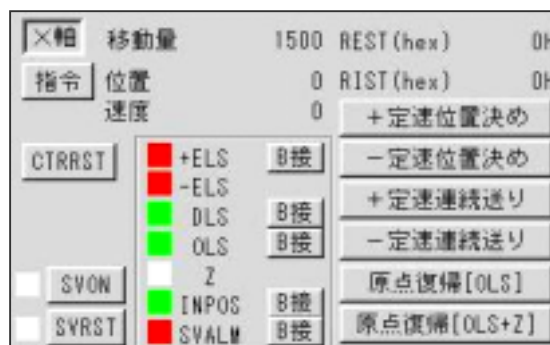 X軸 移動量 1500 REST(hex) 0H
指令 位置 0 RIST(hex) 0H
速度 0 +定速位置決め
CTRRST +ELS B接 -定速位置決め
-ELS +定速連続送り
DLS B接
OLS B接 -定速連続送り
SVON Z 原点復帰[OLS]
INPOS B接
SVRST SVALM B接 原点復帰[OLS+Z]